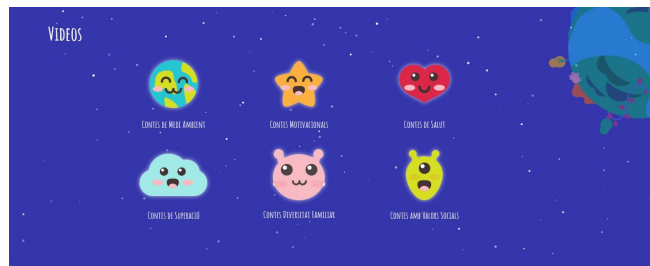 Videos
Contes de Medi Ambient
Contes Motivacionals
Contes de Salut
Contes de Superació
Contes Diversitat Familiar
Contes amb Valors Socials